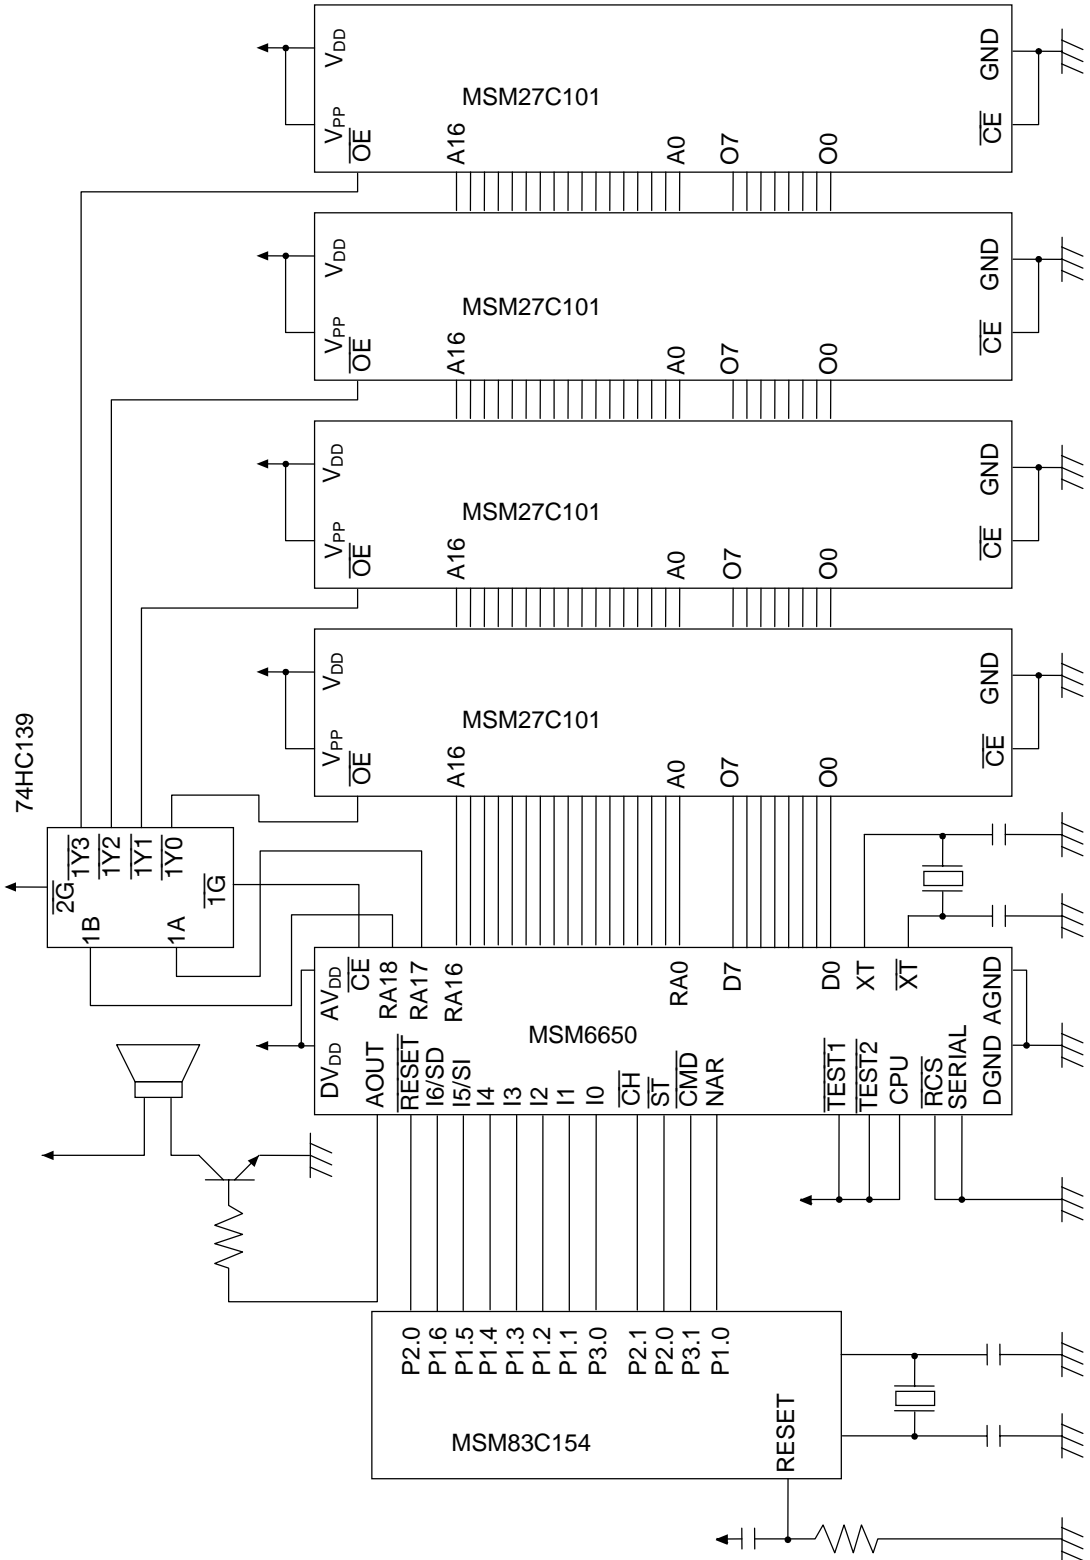 VDD
VPP
OE
A16
MSM27C101
A0
O7
O0
GND
CE
VDD
VPP
OE
A16
MSM27C101
A0
O7
O0
GND
CE
VDD
VPP
OE
A16
MSM27C101
A0
O7
O0
GND
CE
VDD
VPP
OE
A16
MSM27C101
A0
O7
O0
GND
CE
74HC139
2G
1Y3
1Y2
1Y1
1Y0
1B
1A
1G
DVDD AVDD
CE
RA18
RA17
RA16
RA0
D7
D0
XT
XT
MSM6650
AOUT
RESET
I6/SD
I5/SI
I4
I3
I2
I1
I0
CH
ST
CMD
NAR
TEST1
TEST2
CPU
RCS
SERIAL
DGND AGND
P2.0
P1.6
P1.5
P1.4
P1.3
P1.2
P1.1
P3.0
P2.1
P2.0
P3.1
P1.0
MSM83C154
RESET